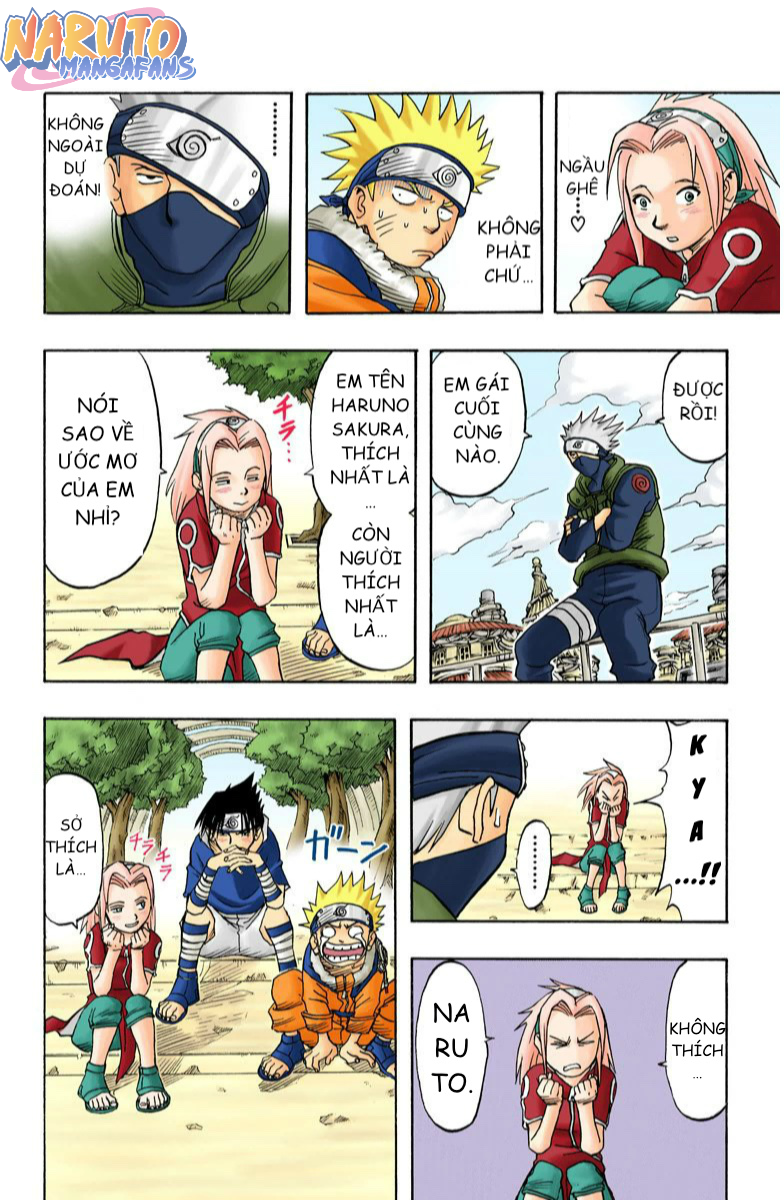 NARUTO
MANGAFANS
NGẦU
GHÊ
...♡
KHÔNG
PHẢI
CHỨ...
KHÔNG
NGOÀI
DỰ
ĐOÁN!
.........
ĐƯỢC
RỒI!
EM GÁI
CUỐI
CÙNG
NÀO.
EM TÊN
HARUNO
SAKURA,
THÍCH
NHẤT LÀ
...
CÒN
NGƯỜI
THÍCH
NHẤT
LÀ...
チラ...
NÓI
SAO VỀ
ƯỚC MƠ
CỦA EM
NHỈ?
KYA...!!
......
SỞ
THÍCH
LÀ...
チラチラ
ガーン
KHÔNG
THÍCH
...
NA
RU
TO.